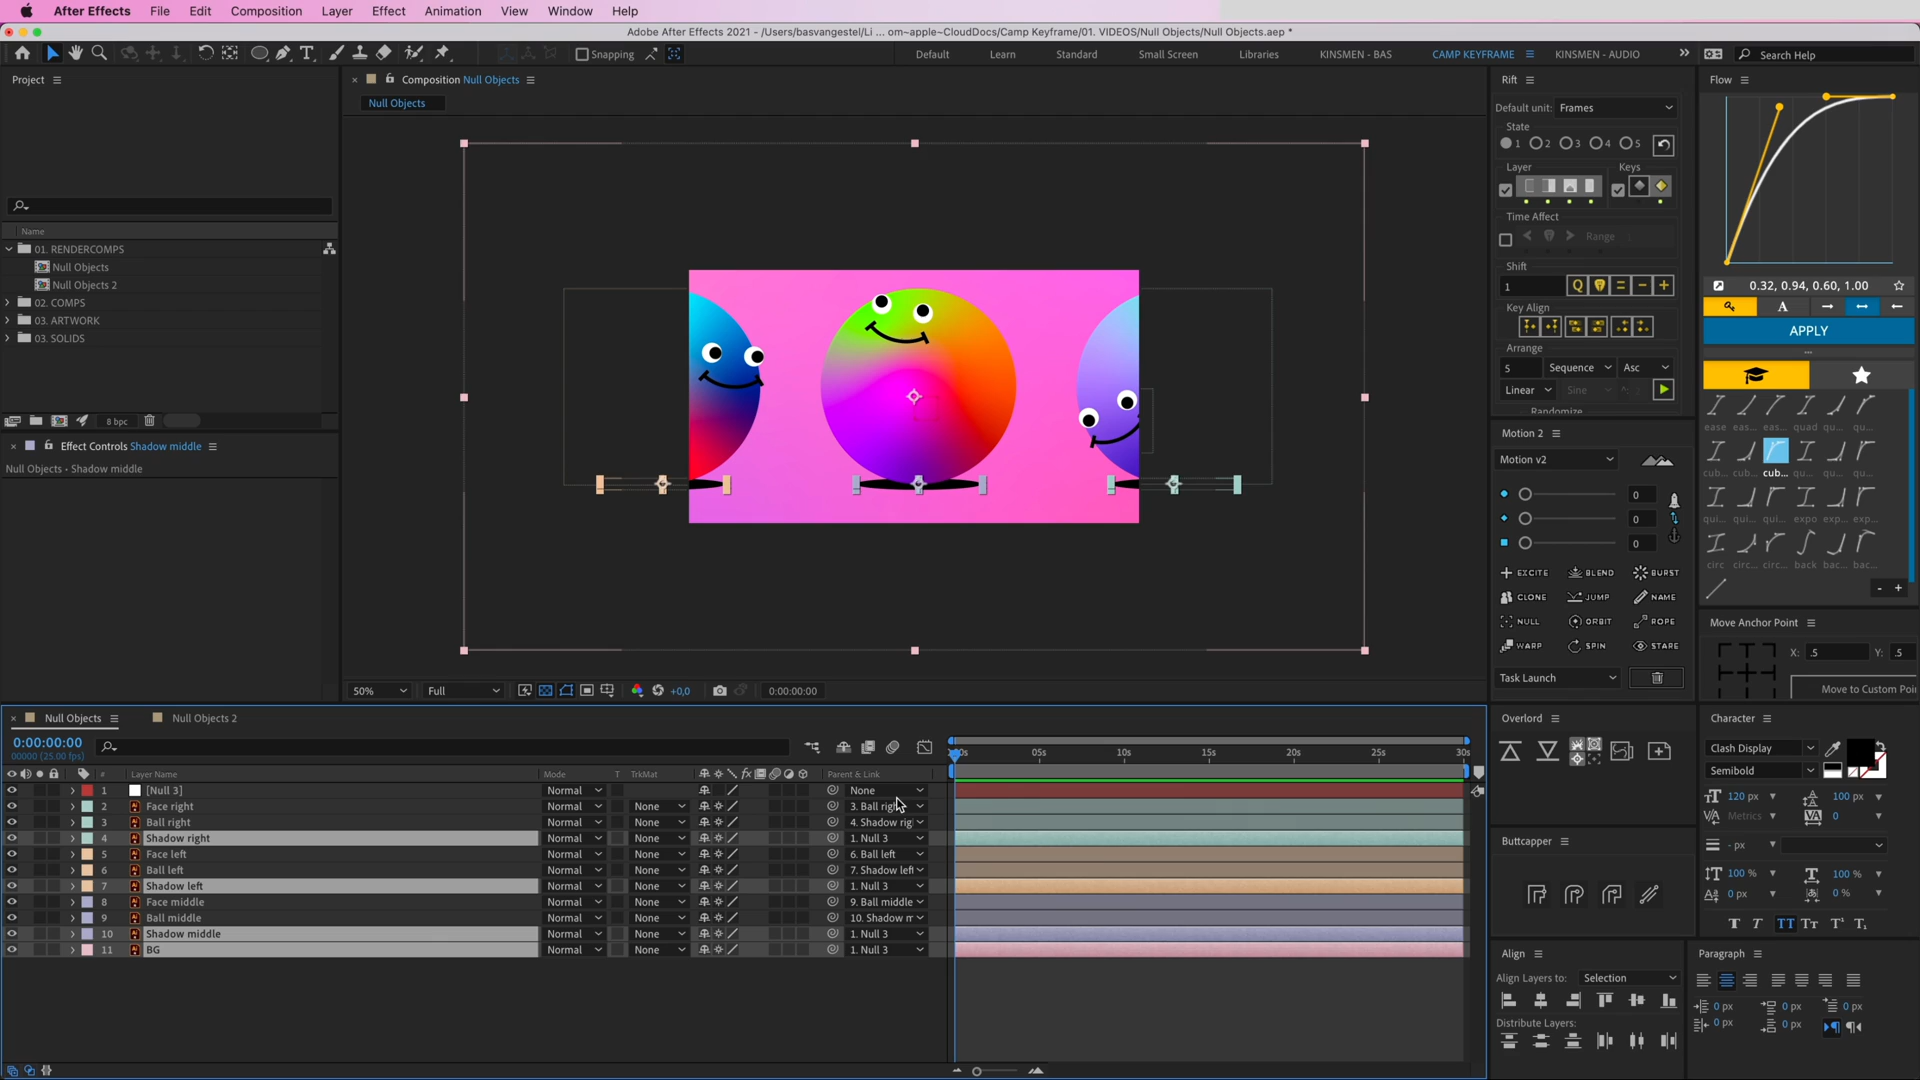 After Effects File Edit Composition Layer Effect Animation View Window Help
Adobe After Effects 2021 - /Users/basvangestel/Li ... om~apple~CloudDocs/Camp Keyframe/01. VIDEOS/Null Objects/Null Objects.aep *
Snapping Default Learn Standard Small Screen Libraries KINSMEN - BAS CAMP KEYFRAME KINSMEN - AUDIO Search Help
Project
Name
01. RENDERCOMPS
Null Objects
Null Objects 2
02. COMPS
03. ARTWORK
03. SOLIDS
8 bpc
Effect Controls Shadow middle
Null Objects • Shadow middle
Composition Null Objects
Null Objects
50% Full +0,0 0:00:00:00
Rift
Default unit: Frames
State
1 2 3 4 5
Layer Keys
Time Affect
Range
Shift
1
Key Align
Arrange
5 Sequence Asc
Linear Sine
Randomize
Motion 2
Motion v2
0
0
0
EXCITE BLEND BURST
CLONE JUMP NAME
NULL ORBIT ROPE
WARP SPIN STARE
Task Launch
Flow
0.32, 0.94, 0.60, 1.00
A
APPLY
ease eas... eas... quad qu... qu...
cub... cub... cub... qu... qu... qu...
qui... qui... qui... expo exp... exp...
circ circ... circ... back bac... bac...
- +
Move Anchor Point
X: .5 Y: .5
Move to Custom Poi
Null Objects Null Objects 2
0:00:00:00
00000 (25.00 fps)
# Layer Name Mode T TrkMat Parent & Link
05s 10s 15s 20s 25s 30s
1 [Null 3] Normal None
2 Face right Normal None 3. Ball righ
3 Ball right Normal None 4. Shadow rig
4 Shadow right Normal None 1. Null 3
5 Face left Normal None 6. Ball left
6 Ball left Normal None 7. Shadow left
7 Shadow left Normal None 1. Null 3
8 Face middle Normal None 9. Ball middle
9 Ball middle Normal None 10. Shadow m
10 Shadow middle Normal None 1. Null 3
11 BG Normal None 1. Null 3
Overlord
Buttcapper
Align
Align Layers to: Selection
Distribute Layers:
Character
Clash Display
Semibold
120 px 100 px
Metrics 0
- px
100 % 100 %
0 px 0 %
T T TT Tт T¹ T₁
Paragraph
0 px 0 px 0 px
0 px 0 px